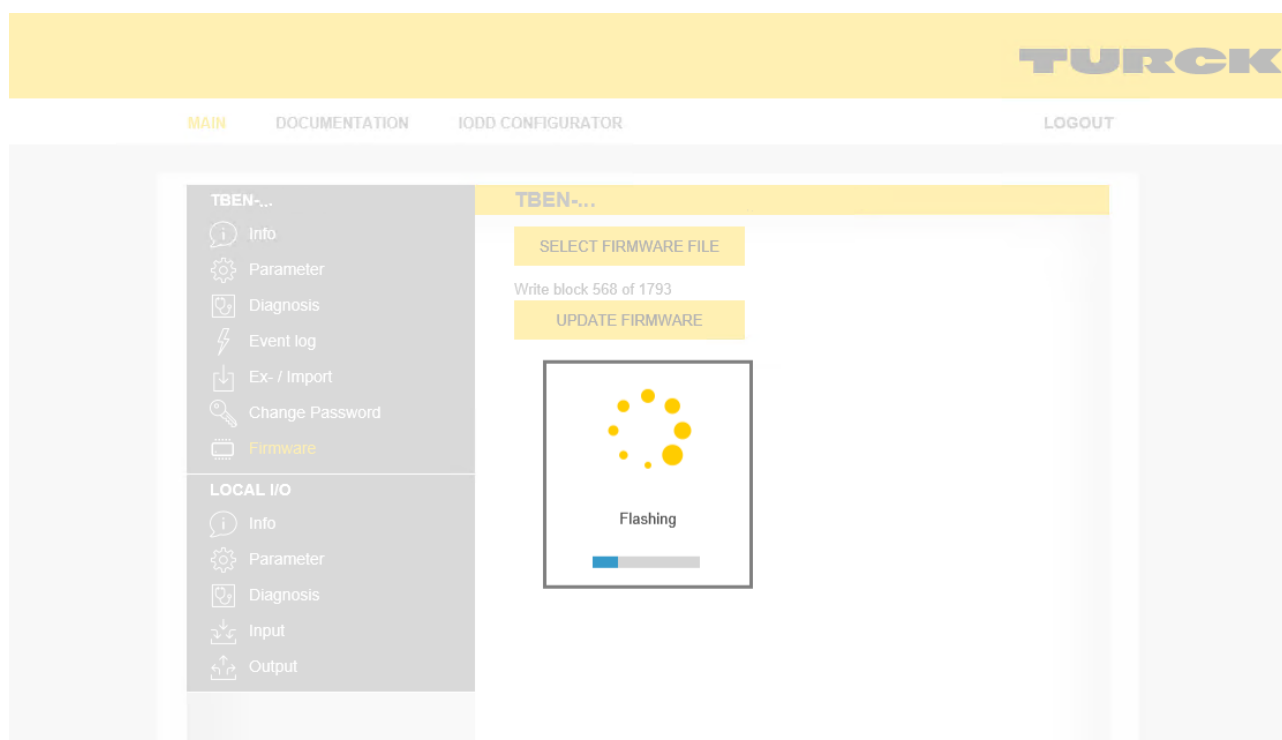 TURCK
MAIN DOCUMENTATION IODD CONFIGURATOR LOGOUT
TBEN-...
Info
Parameter
Diagnosis
Event log
Ex- / Import
Change Password
Firmware
LOCAL I/O
Info
Parameter
Diagnosis
Input
Output
TBEN-...
SELECT FIRMWARE FILE
Write block 568 of 1793
UPDATE FIRMWARE
Flashing